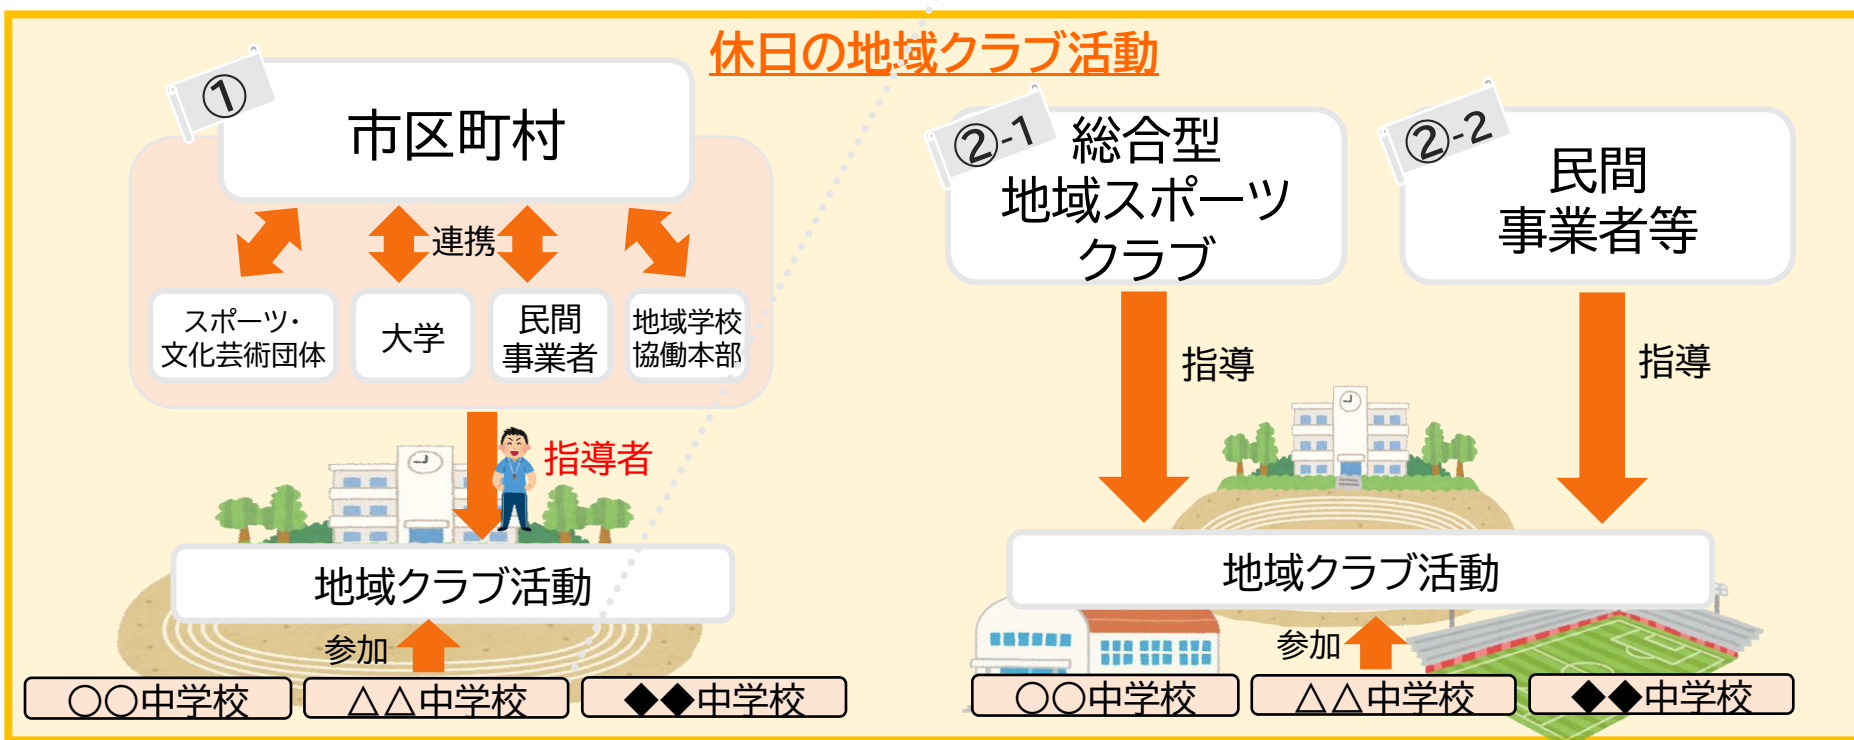 休日の地域クラブ活動
①
市区町村
連携
スポーツ・
文化芸術団体
大学
民間
事業者
地域学校
協働本部
指導者
地域クラブ活動
参加
○○中学校
△△中学校
◆◆中学校
②-1
総合型
地域スポーツ
クラブ
②-2
民間
事業者等
指導
指導
地域クラブ活動
参加
○○中学校
△△中学校
◆◆中学校